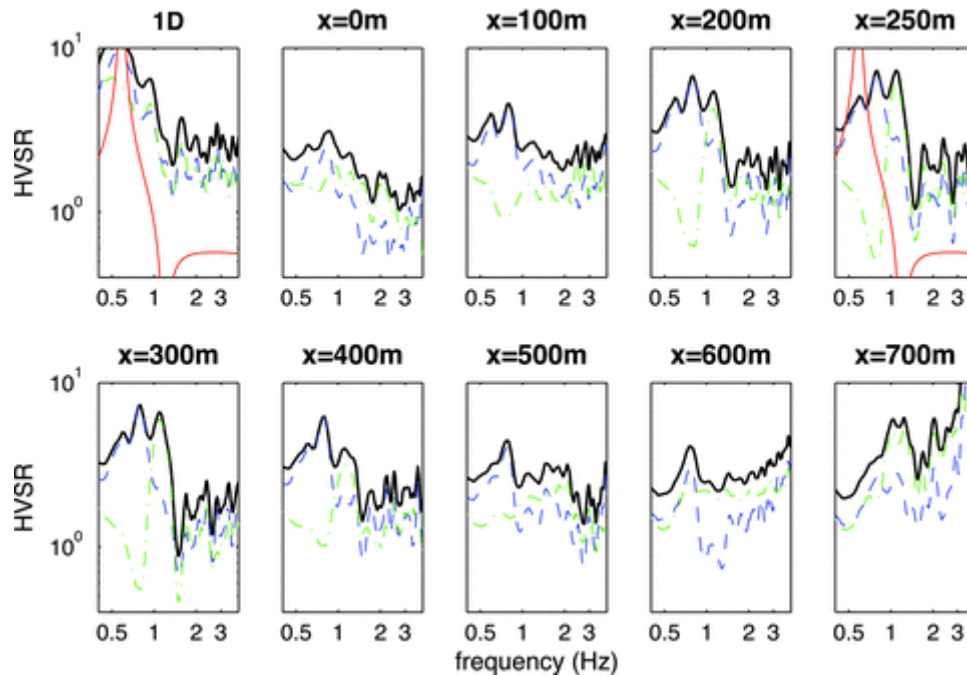 1D x=0m x=100m x=200m x=250m
10¹
HVSR
10⁰
0.5 1 2 3 0.5 1 2 3 0.5 1 2 3 0.5 1 2 3 0.5 1 2 3
x=300m x=400m x=500m x=600m x=700m
10¹
HVSR
10⁰
0.5 1 2 3 0.5 1 2 3 0.5 1 2 3 0.5 1 2 3 0.5 1 2 3
frequency (Hz)